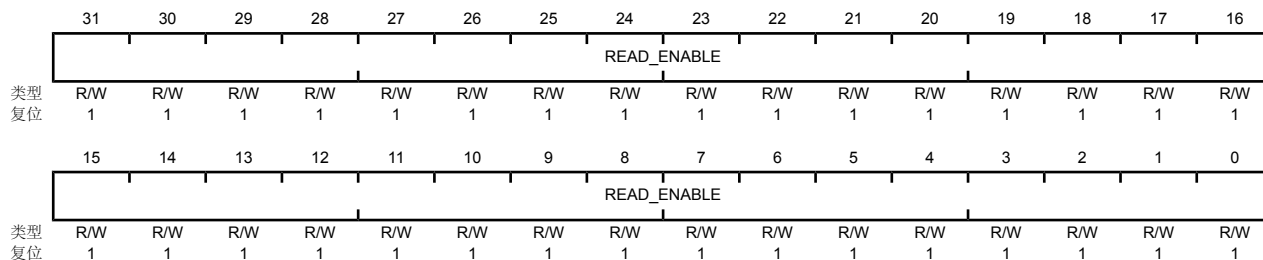 31 30 29 28 27 26 25 24 23 22 21 20 19 18 17 16
READ_ENABLE
类型 R/W R/W R/W R/W R/W R/W R/W R/W R/W R/W R/W R/W R/W R/W R/W R/W
复位 1 1 1 1 1 1 1 1 1 1 1 1 1 1 1 1
15 14 13 12 11 10 9 8 7 6 5 4 3 2 1 0
READ_ENABLE
类型 R/W R/W R/W R/W R/W R/W R/W R/W R/W R/W R/W R/W R/W R/W R/W R/W
复位 1 1 1 1 1 1 1 1 1 1 1 1 1 1 1 1